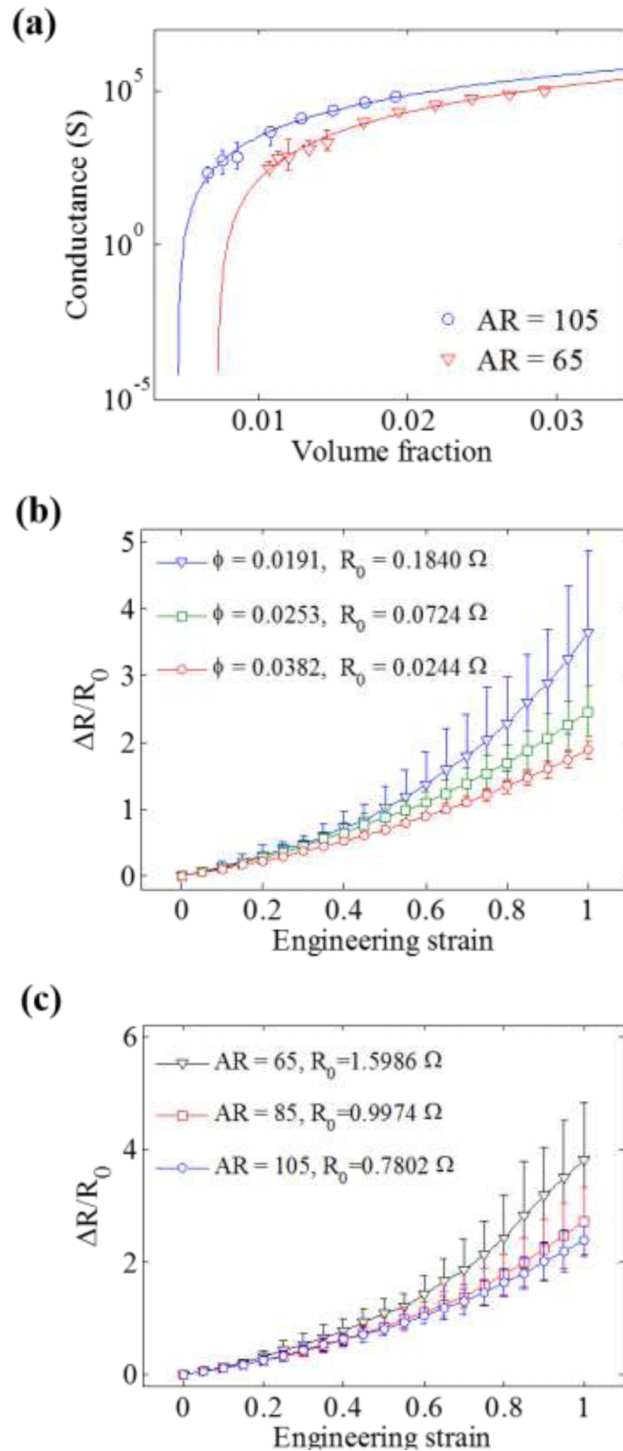 (a)
Conductance (S)
10⁵
10⁰
10⁻⁵
AR = 105
AR = 65
0.01 0.02 0.03
Volume fraction
(b)
ΔR/R₀
5
4
3
2
1
0
ϕ = 0.0191, R₀ = 0.1840 Ω
ϕ = 0.0253, R₀ = 0.0724 Ω
ϕ = 0.0382, R₀ = 0.0244 Ω
0 0.2 0.4 0.6 0.8 1
Engineering strain
(c)
ΔR/R₀
6
4
2
0
AR = 65, R₀=1.5986 Ω
AR = 85, R₀=0.9974 Ω
AR = 105, R₀=0.7802 Ω
0 0.2 0.4 0.6 0.8 1
Engineering strain